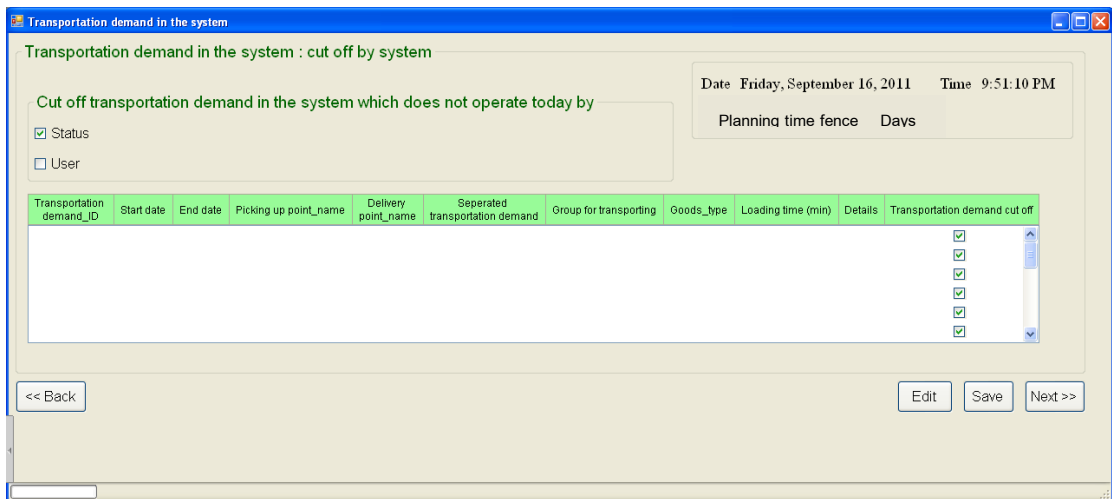 Transportation demand in the system
Transportation demand in the system : cut off by system
Date Friday, September 16, 2011 Time 9:51:10 PM
Planning time fence Days
Cut off transportation demand in the system which does not operate today by
Status
User
Transportation demand_ID Start date End date Picking up point_name Delivery point_name Seperated transportation demand Group for transporting Goods_type Loading time (min) Details Transportation demand cut off
<< Back Edit Save Next >>